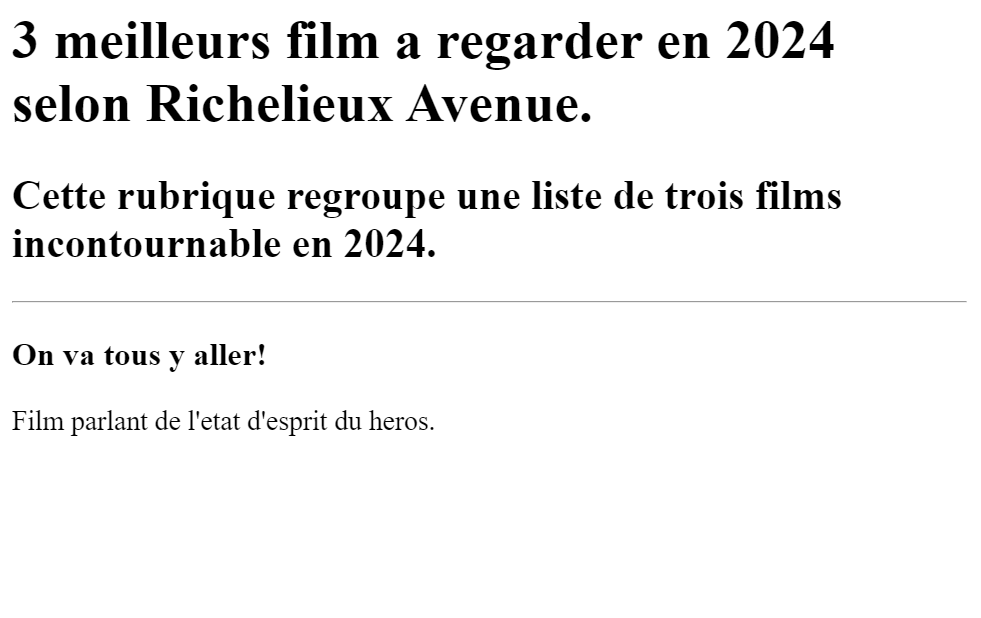 3 meilleurs film a regarder en 2024
selon Richelieux Avenue.
Cette rubrique regroupe une liste de trois films
incontournable en 2024.
On va tous y aller!
Film parlant de l'etat d'esprit du heros.